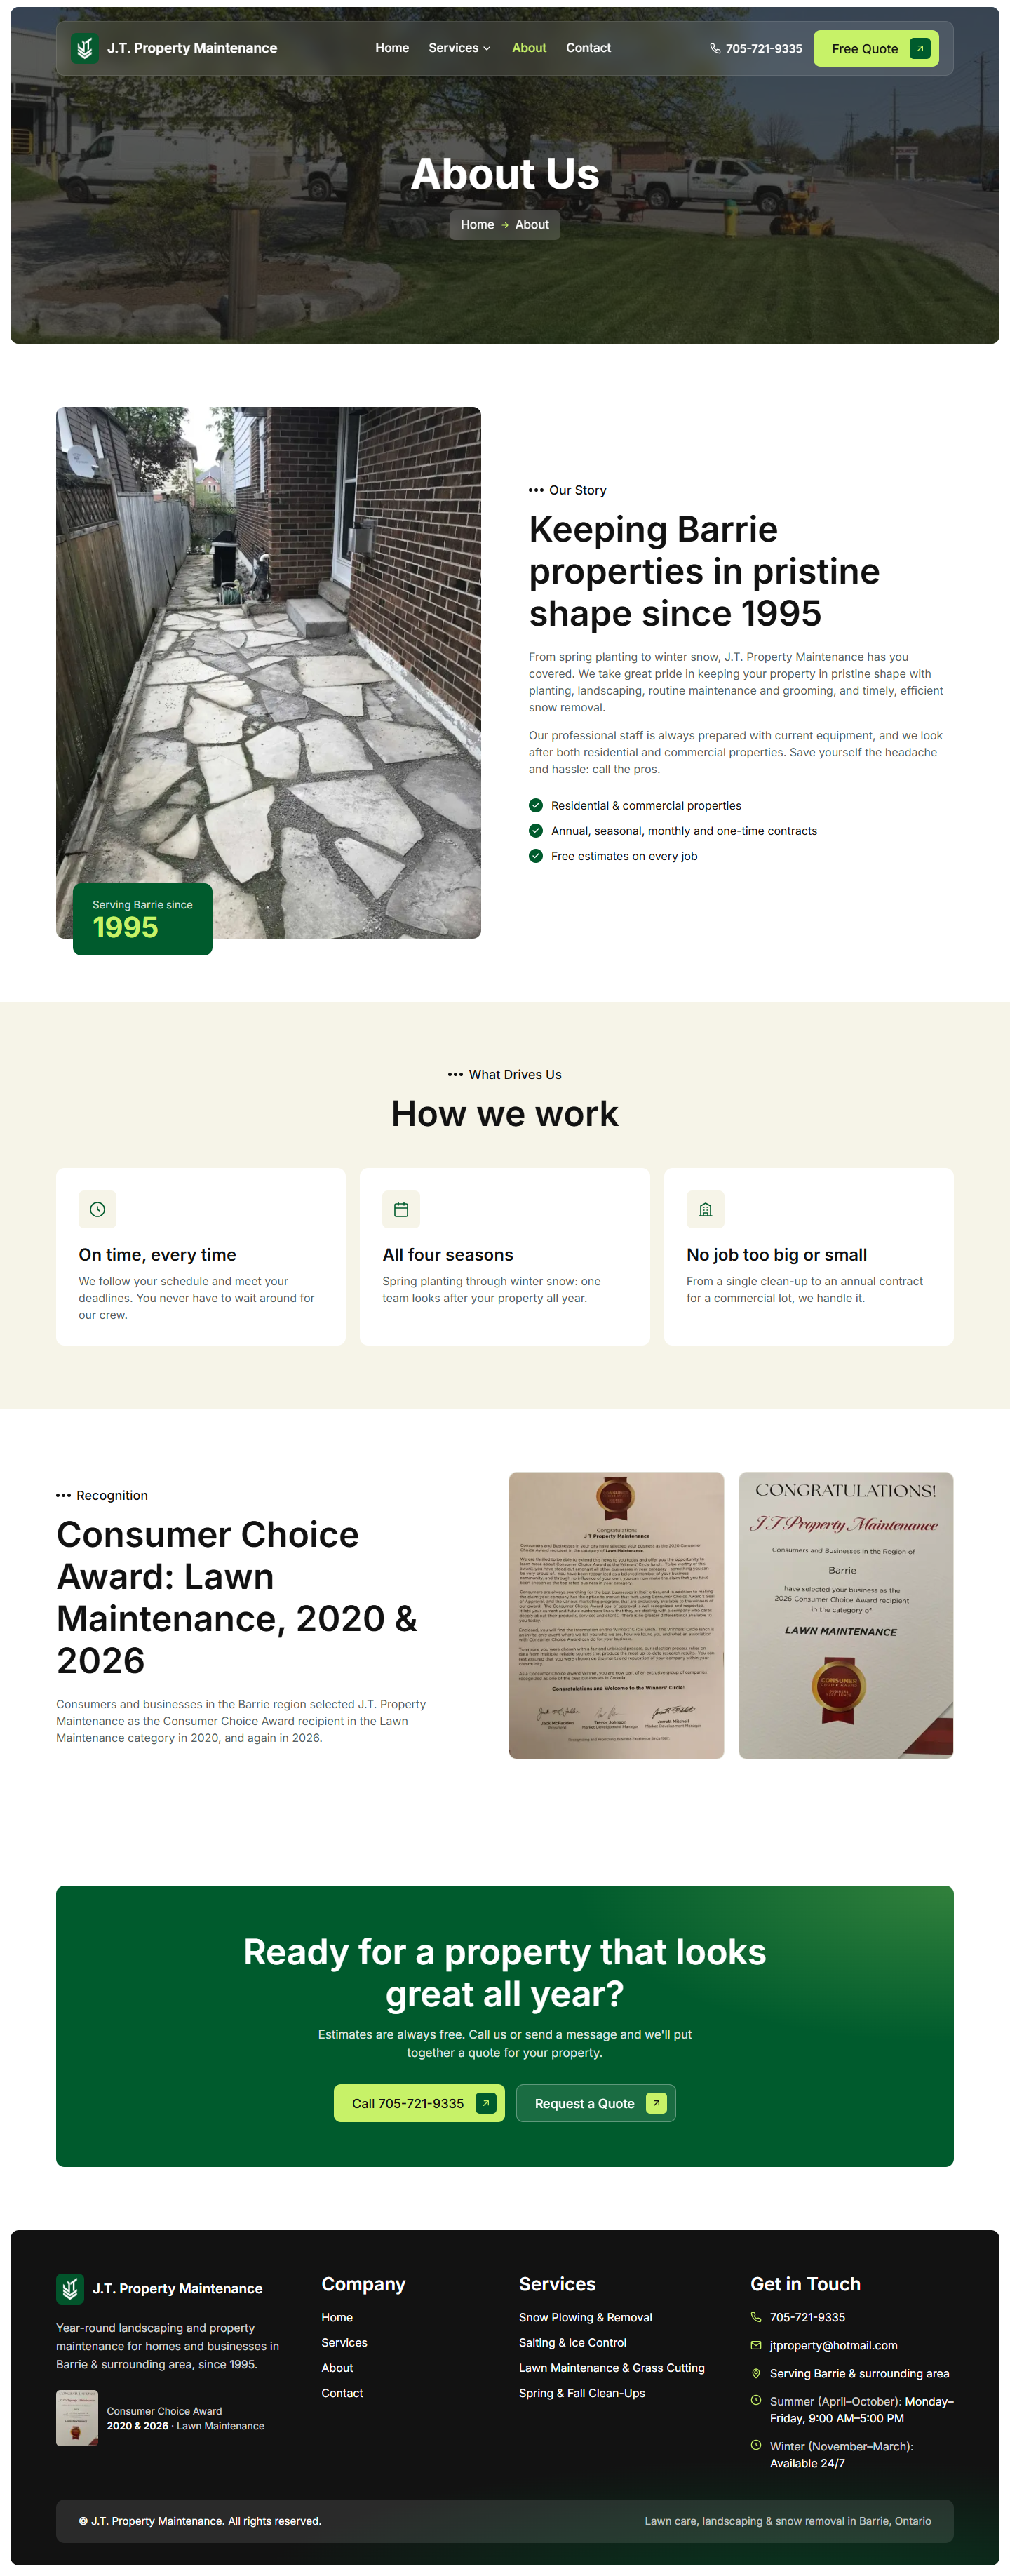 J.T. Property Maintenance
Home
Services
About
Contact
705-721-9335
Free Quote
About Us
Home → About
••• Our Story
Keeping Barrie
properties in pristine
shape since 1995
From spring planting to winter snow, J.T. Property Maintenance has you
covered. We take great pride in keeping your property in pristine shape with
planting, landscaping, routine maintenance and grooming, and timely, efficient
snow removal.
Our professional staff is always prepared with current equipment, and we look
after both residential and commercial properties. Save yourself the headache
and hassle: call the pros.
Residential & commercial properties
Annual, seasonal, monthly and one-time contracts
Free estimates on every job
Serving Barrie since
1995
••• What Drives Us
How we work
On time, every time
We follow your schedule and meet your
deadlines. You never have to wait around for
our crew.
All four seasons
Spring planting through winter snow: one
team looks after your property all year.
No job too big or small
From a single clean-up to an annual contract
for a commercial lot, we handle it.
••• Recognition
Consumer Choice
Award: Lawn
Maintenance, 2020 &
2026
Consumers and businesses in the Barrie region selected J.T. Property
Maintenance as the Consumer Choice Award recipient in the Lawn
Maintenance category in 2020, and again in 2026.
Congratulations
J T Property Maintenance
Congratulations and Welcome to the Winners' Circle!
CONGRATULATIONS!
J T Property Maintenance
Consumers and Businesses in the Region of
Barrie
have selected your business as the
2026 Consumer Choice Award recipient
in the category of
LAWN MAINTENANCE
CONSUMER
Ready for a property that looks
great all year?
Estimates are always free. Call us or send a message and we'll put
together a quote for your property.
Call 705-721-9335
Request a Quote
J.T. Property Maintenance
Year-round landscaping and property
maintenance for homes and businesses in
Barrie & surrounding area, since 1995.
Consumer Choice Award
2020 & 2026 · Lawn Maintenance
Company
Home
Services
About
Contact
Services
Snow Plowing & Removal
Salting & Ice Control
Lawn Maintenance & Grass Cutting
Spring & Fall Clean-Ups
Get in Touch
705-721-9335
jtproperty@hotmail.com
Serving Barrie & surrounding area
Summer (April–October): Monday–
Friday, 9:00 AM–5:00 PM
Winter (November–March):
Available 24/7
© J.T. Property Maintenance. All rights reserved.
Lawn care, landscaping & snow removal in Barrie, Ontario